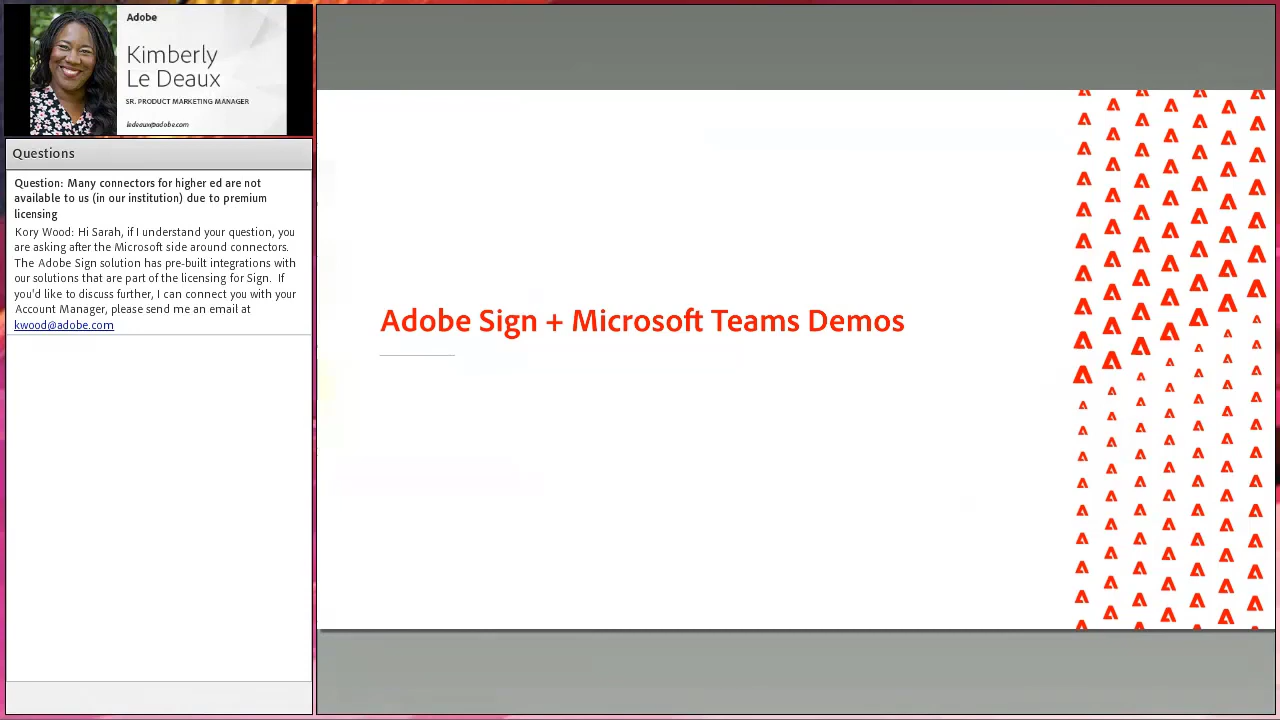 Adobe
Kimberly
Le Deaux
SR. PRODUCT MARKETING MANAGER
ledeaux@adobe.com
Questions
Question: Many connectors for higher ed are not
available to us (in our institution) due to premium
licensing
Kory Wood: Hi Sarah, if I understand your question, you
are asking after the Microsoft side around connectors.
The Adobe Sign solution has pre-built integrations with
our solutions that are part of the licensing for Sign.  If
you'd like to discuss further, I can connect you with your
Account Manager, please send me an email at
kwood@adobe.com
Adobe Sign + Microsoft Teams Demos